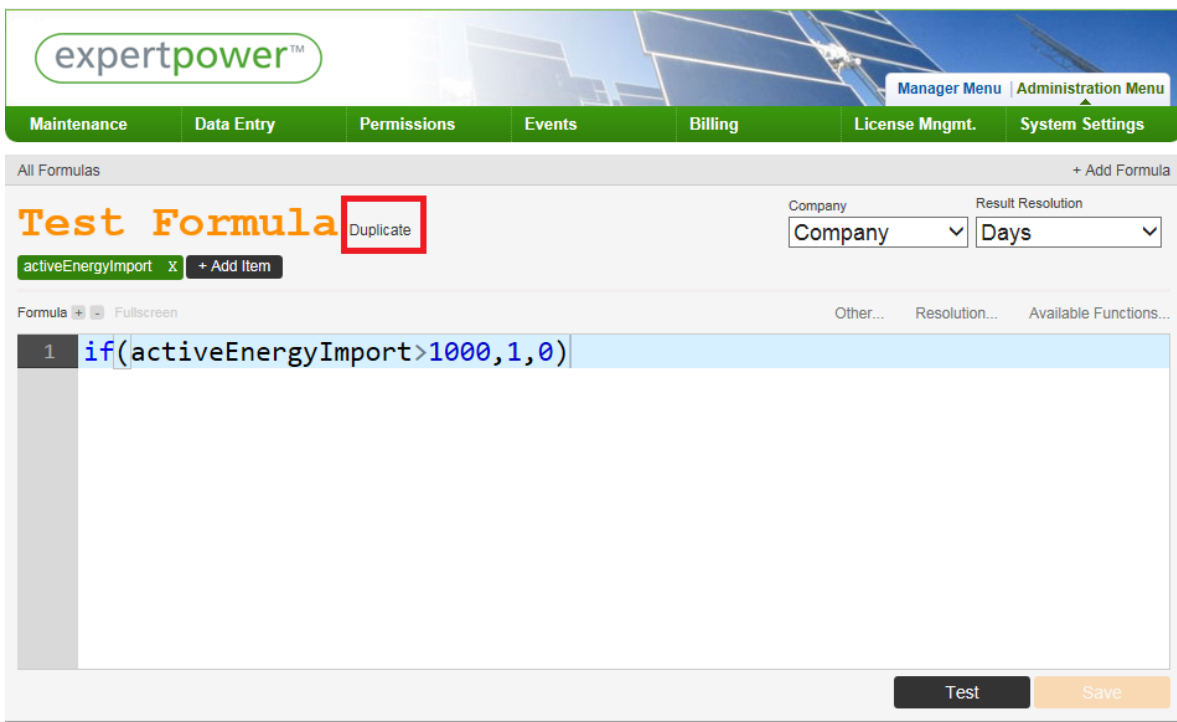 expertpower™
Manager Menu | Administration Menu
Maintenance Data Entry Permissions Events Billing License Mngmt. System Settings
All Formulas + Add Formula
Company Result Resolution
Test Formula Duplicate Company Days
activeEnergyImport X + Add Item
Formula + - Fullscreen Other... Resolution... Available Functions...
1 if(activeEnergyImport>1000,1,0)
Test Save